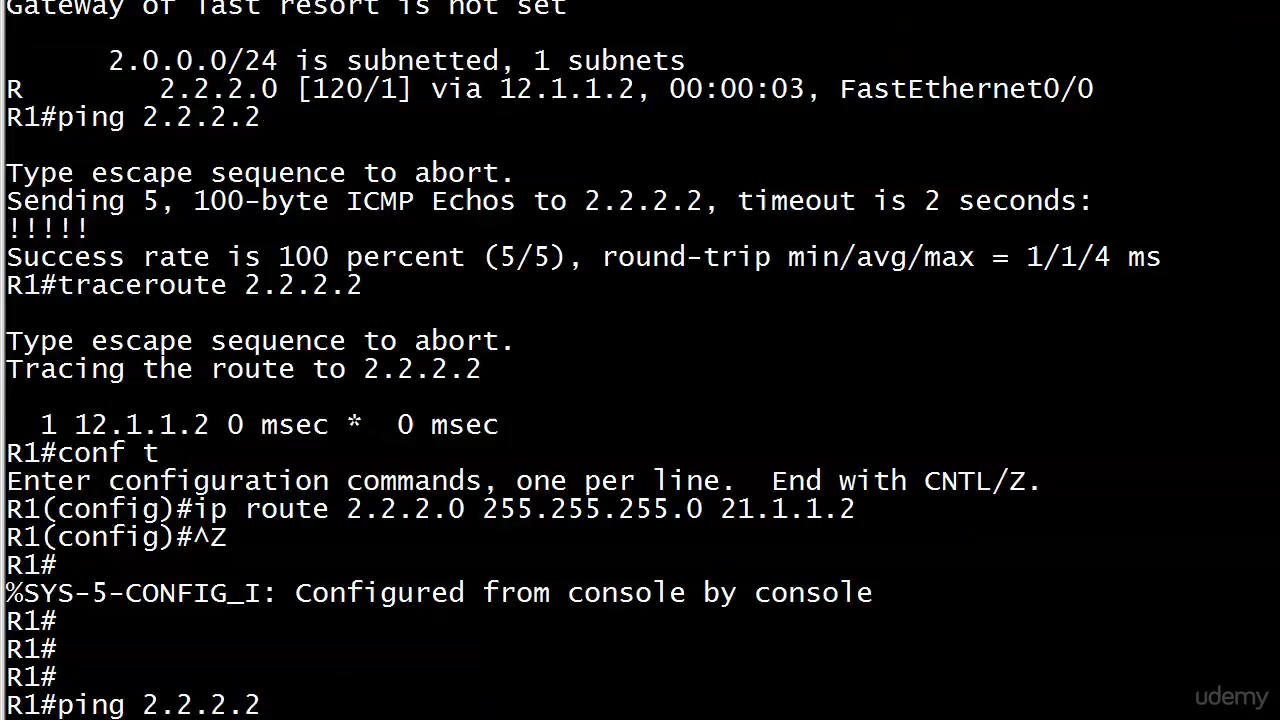 Gateway of last resort is not set
2.0.0.0/24 is subnetted, 1 subnets
R 2.2.2.0 [120/1] via 12.1.1.2, 00:00:03, FastEthernet0/0
R1#ping 2.2.2.2
Type escape sequence to abort.
Sending 5, 100-byte ICMP Echos to 2.2.2.2, timeout is 2 seconds:
!!!!!
Success rate is 100 percent (5/5), round-trip min/avg/max = 1/1/4 ms
R1#traceroute 2.2.2.2
Type escape sequence to abort.
Tracing the route to 2.2.2.2
1 12.1.1.2 0 msec * 0 msec
R1#conf t
Enter configuration commands, one per line. End with CNTL/Z.
R1(config)#ip route 2.2.2.0 255.255.255.0 21.1.1.2
R1(config)#^Z
R1#
%SYS-5-CONFIG_I: Configured from console by console
R1#
R1#
R1#
R1#ping 2.2.2.2
udemy